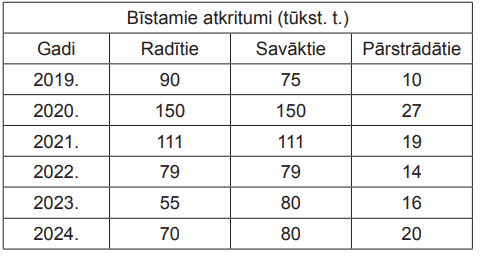 Bīstamie atkritumi (tūkst. t.)
Gadi Radītie Savāktie Pārstrādātie
2019. 90 75 10
2020. 150 150 27
2021. 111 111 19
2022. 79 79 14
2023. 55 80 16
2024. 70 80 20